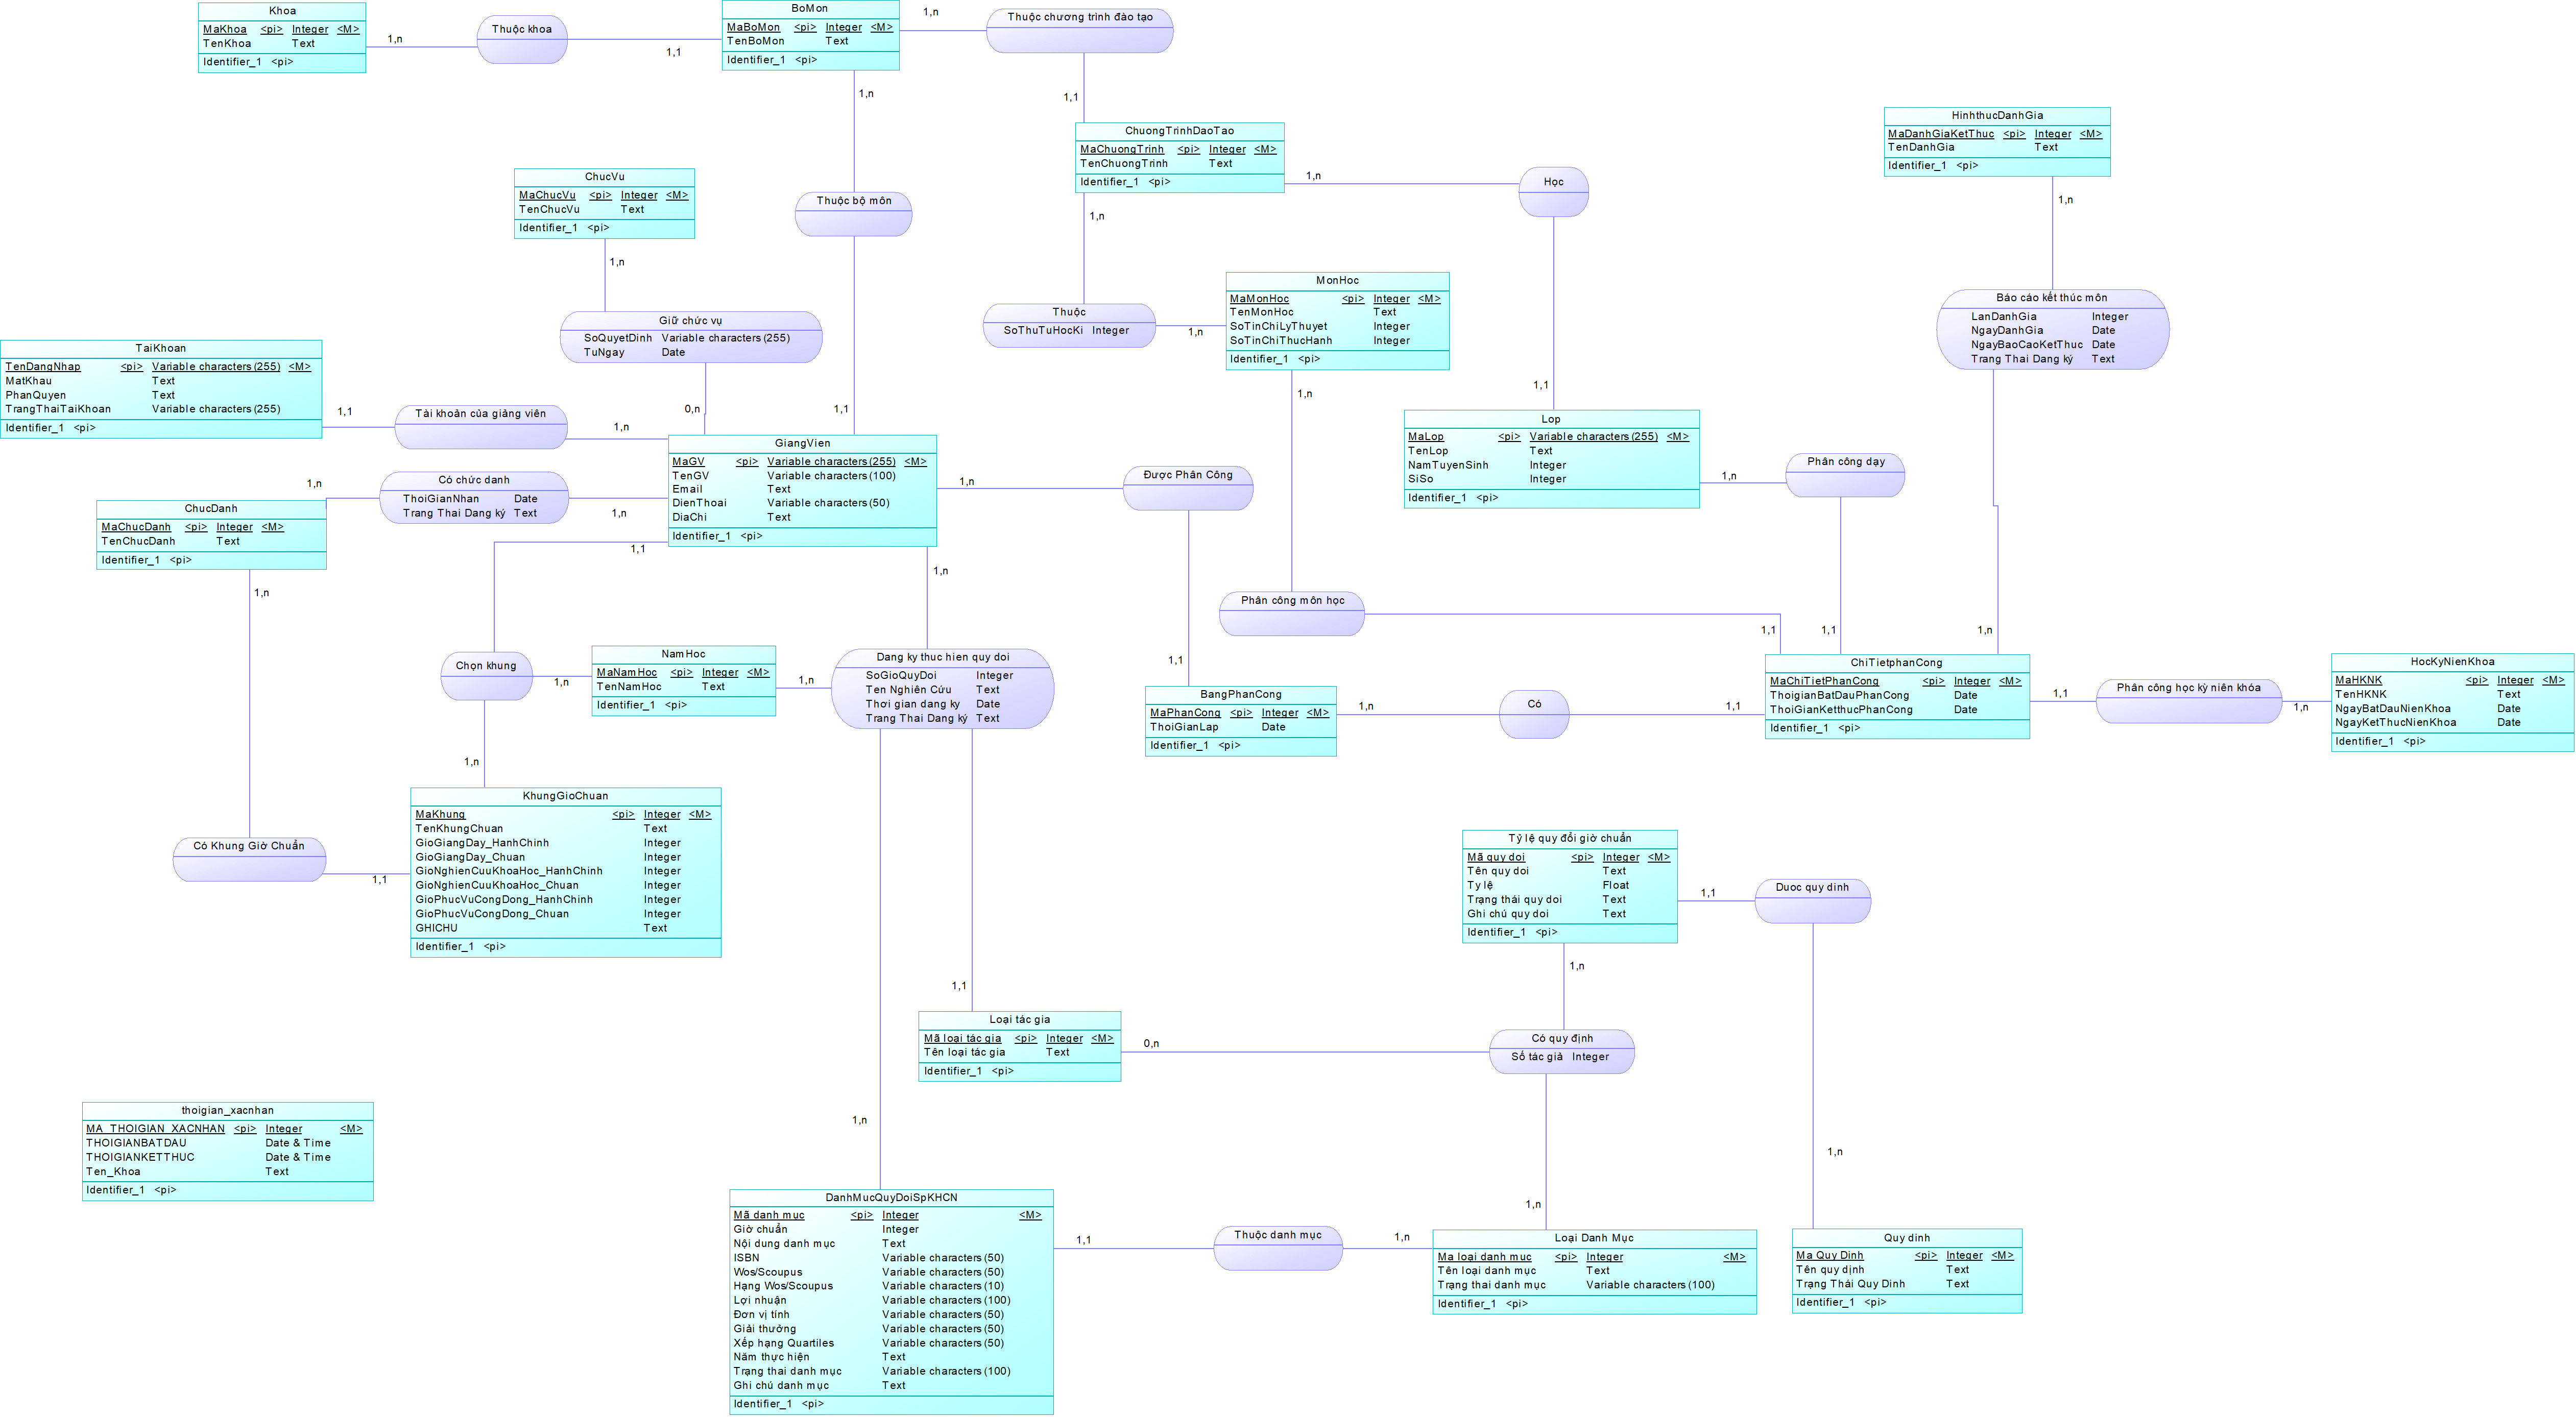 Khoa
MaKhoa <pi> Integer <M>
TenKhoa Text
Identifier_1 <pi>
1,n
Thuộc khoa
1,1
BoMon
MaBoMon <pi> Integer <M>
TenBoMon Text
Identifier_1 <pi>
1,n
Thuộc chương trình đào tạo
1,1
1,n
ChuongTrinhDaoTao
MaChuongTrinh <pi> Integer <M>
TenChuongTrinh Text
Identifier_1 <pi>
1,n
Học
1,1
1,n
HinhthucDanhGia
MaDanhGiaKetThuc <pi> Integer <M>
TenDanhGia Text
Identifier_1 <pi>
1,n
ChucVu
MaChucVu <pi> Integer <M>
TenChucVu Text
Identifier_1 <pi>
1,n
Thuộc bộ môn
1,1
Giữ chức vụ
SoQuyetDinh Variable characters (255)
TuNgay Date
0,n
Thuộc
SoThuTuHocKi Integer
1,n
MonHoc
MaMonHoc <pi> Integer <M>
TenMonHoc Text
SoTinChiLyThuyet Integer
SoTinChiThucHanh Integer
Identifier_1 <pi>
1,n
Báo cáo kết thúc môn
LanDanhGia Integer
NgayDanhGia Date
NgayBaoCaoKetThuc Date
Trang Thai Dang ký Text
1,n
TaiKhoan
TenDangNhap <pi> Variable characters (255) <M>
MatKhau Text
PhanQuyen Text
TrangThaiTaiKhoan Variable characters (255)
Identifier_1 <pi>
1,1
Tài khoản của giảng viên
1,n
GiangVien
MaGV <pi> Variable characters (255) <M>
TenGV Variable characters (100)
Email Text
DienThoai Variable characters (50)
DiaChi Text
Identifier_1 <pi>
Lop
MaLop <pi> Variable characters (255) <M>
TenLop Text
NamTuyenSinh Integer
SiSo Integer
Identifier_1 <pi>
1,n
Phân công dạy
1,1
1,n
Được Phân Công
1,1
Có chức danh
ThoiGianNhan Date
Trang Thai Dang ký Text
1,n
1,n
ChucDanh
MaChucDanh <pi> Integer <M>
TenChucDanh Text
Identifier_1 <pi>
1,n
1,1
1,n
Phân công môn học
1,1
Chọn khung
1,n
1,n
NamHoc
MaNamHoc <pi> Integer <M>
TenNamHoc Text
Identifier_1 <pi>
1,n
Dang ky thuc hien quy doi
SoGioQuyDoi Integer
Ten Nghiên Cứu Text
Thơi gian dang ky Date
Trang Thai Dang ký Text
BangPhanCong
MaPhanCong <pi> Integer <M>
ThoiGianLap Date
Identifier_1 <pi>
1,n
Có
1,1
ChiTietphanCong
MaChiTietPhanCong <pi> Integer <M>
ThoigianBatDauPhanCong Date
ThoiGianKetthucPhanCong Date
Identifier_1 <pi>
1,1
Phân công học kỳ niên khóa
1,n
HocKyNienKhoa
MaHKNK <pi> Integer <M>
TenHKNK Text
NgayBatDauNienKhoa Date
NgayKetThucNienKhoa Date
Identifier_1 <pi>
KhungGioChuan
MaKhung <pi> Integer <M>
TenKhungChuan Text
GioGiangDay_HanhChinh Integer
GioGiangDay_Chuan Integer
GioNghienCuuKhoaHoc_HanhChinh Integer
GioNghienCuuKhoaHoc_Chuan Integer
GioPhucVuCongDong_HanhChinh Integer
GioPhucVuCongDong_Chuan Integer
GHICHU Text
Identifier_1 <pi>
Có Khung Giờ Chuẩn
1,1
Tỷ lệ quy đổi giờ chuẩn
Mã quy doi <pi> Integer <M>
Tên quy doi Text
Ty lệ Float
Trạng thái quy doi Text
Ghi chú quy doi Text
Identifier_1 <pi>
1,1
Duoc quy dinh
1,n
1,n
1,1
Loại tác gia
Mã loại tác gia <pi> Integer <M>
Tên loại tác gia Text
Identifier_1 <pi>
0,n
Có quy định
Số tác giả Integer
1,n
thoigian_xacnhan
MA_THOIGIAN_XACNHAN <pi> Integer <M>
THOIGIANBATDAU Date & Time
THOIGIANKETTHUC Date & Time
Ten_Khoa Text
Identifier_1 <pi>
1,n
DanhMucQuyDoiSpKHCN
Mã danh mục <pi> Integer <M>
Giờ chuẩn Integer
Nội dung danh mục Text
ISBN Variable characters (50)
Wos/Scoupus Variable characters (50)
Hạng Wos/Scoupus Variable characters (10)
Lợi nhuận Variable characters (100)
Đơn vị tính Variable characters (50)
Giải thưởng Variable characters (50)
Xếp hạng Quartiles Variable characters (50)
Năm thực hiện Text
Trạng thai danh mục Variable characters (100)
Ghi chú danh mục Text
Identifier_1 <pi>
1,1
Thuộc danh mục
1,n
Loại Danh Mục
Ma loại danh mục <pi> Integer <M>
Tên loại danh mục Text
Trạng thai danh mục Variable characters (100)
Identifier_1 <pi>
Quy dinh
Ma Quy Dinh <pi> Integer <M>
Tên quy định Text
Trạng Thái Quy Dinh Text
Identifier_1 <pi>